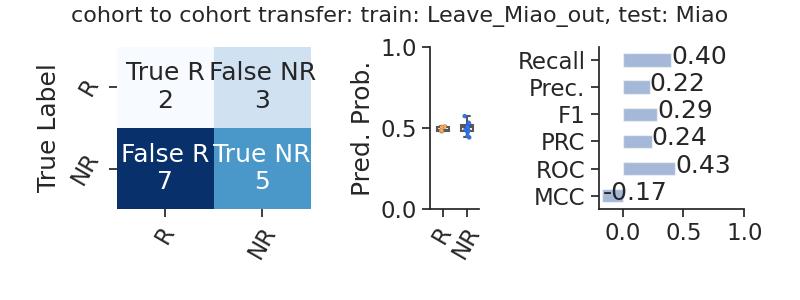 cohort to cohort transfer: train: Leave_Miao_out, test: Miao
True Label
R
NR
True R
2
False NR
3
False R
7
True NR
5
R
NR
Pred. Prob.
1.0
0.5
0.0
R
NR
Recall
0.40
Prec.
0.22
F1
0.29
PRC
0.24
ROC
0.43
MCC
-0.17
0.0
0.5
1.0